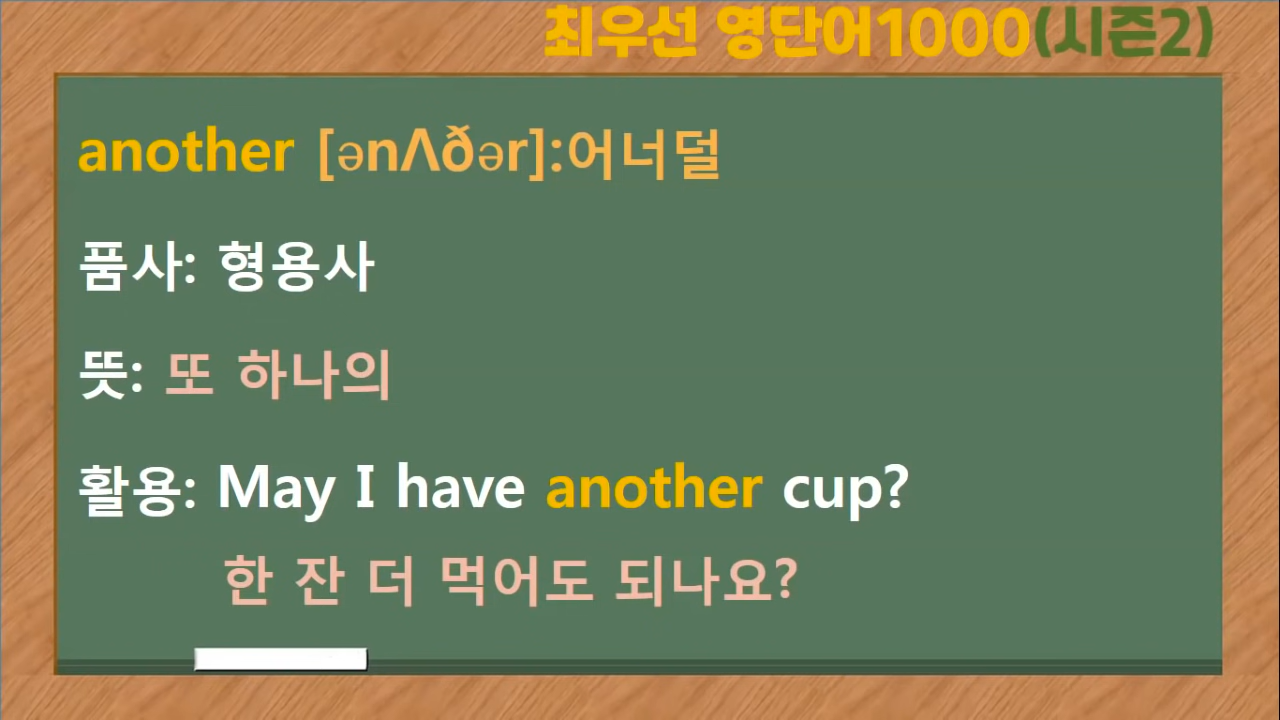 최우선 영단어1000(시즌2)
another [ənΛðər]:어너덜
품사: 형용사
뜻: 또 하나의
활용: May I have another cup?
한 잔 더 먹어도 되나요?